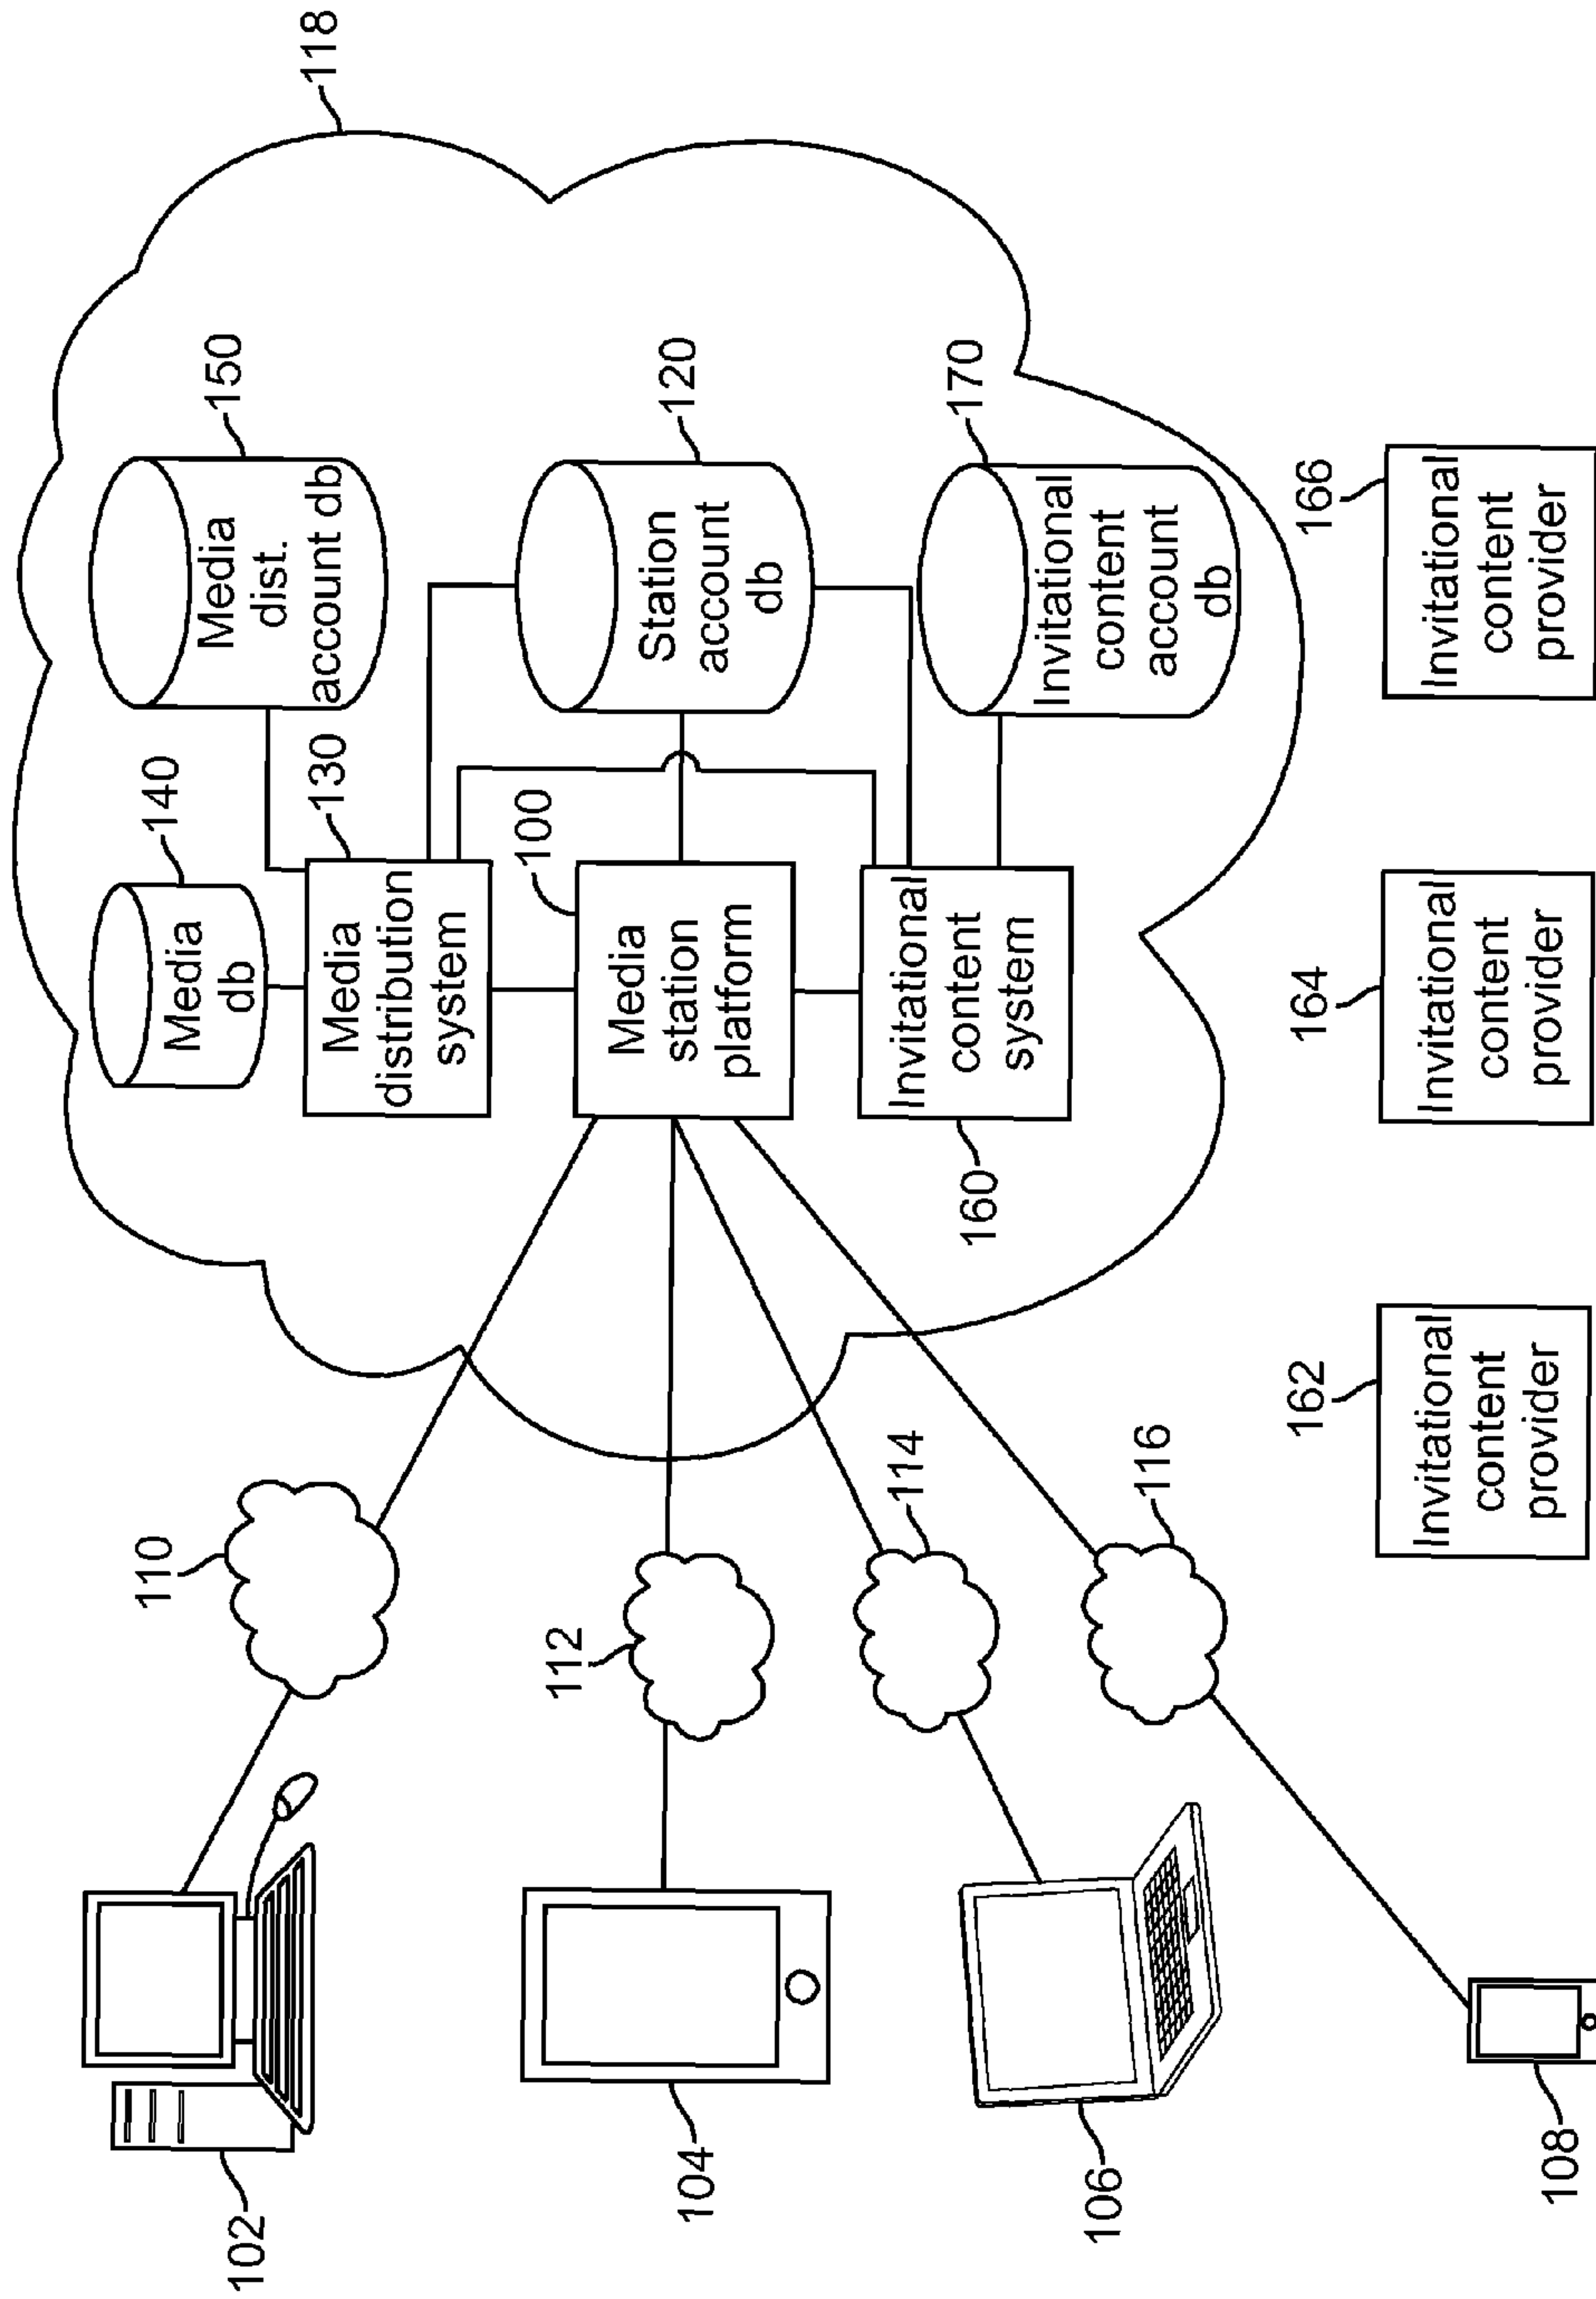 118
150
Media
dist.
account db
140
Media
db
130
Media
distribution
system
120
Station
account
db
100
Media
station
platform
170
Invitational
content
account
db
160
Invitational
content
system
110
112
114
116
102
104
106
108
162
Invitational
content
provider
164
Invitational
content
provider
166
Invitational
content
provider